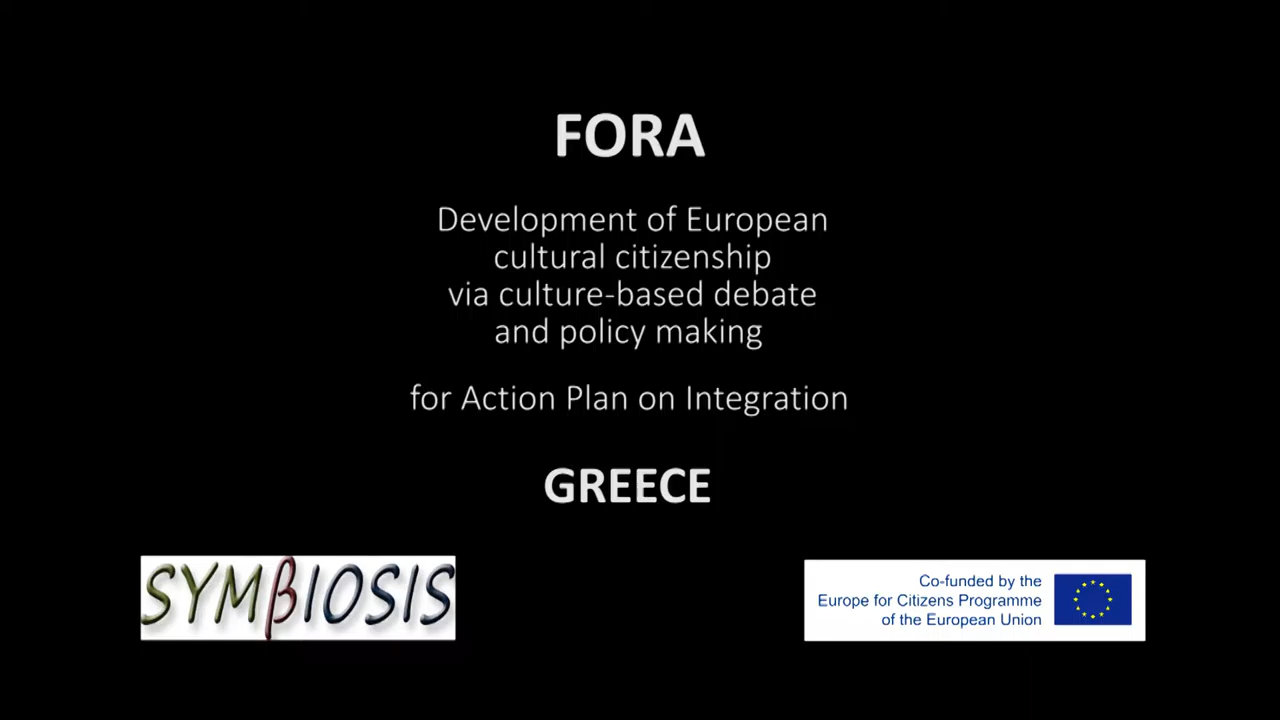 FORA
Development of European
cultural citizenship
via culture-based debate
and policy making
for Action Plan on Integration
GREECE
SYMβIOSIS
Co-funded by the
Europe for Citizens Programme
of the European Union